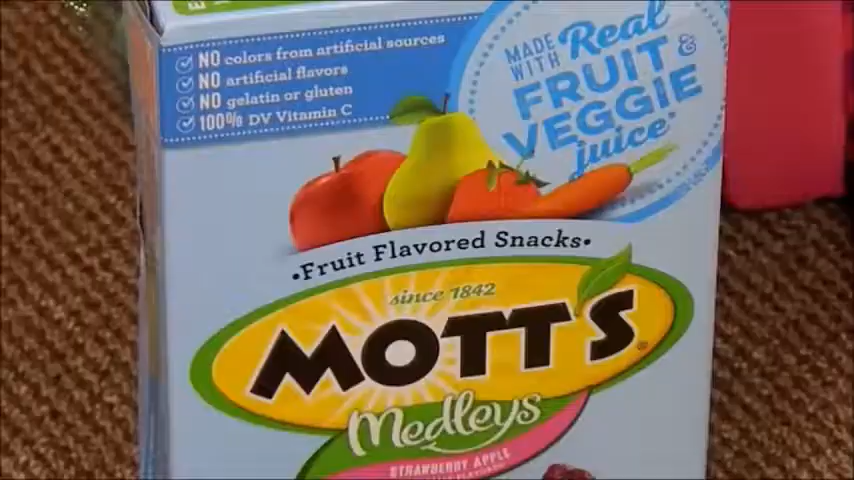 NO colors from artificial sources
NO artificial flavors
NO gelatin or gluten
100% DV Vitamin C
MADE WITH Real
FRUIT &
VEGGIE
juice
•Fruit Flavored Snacks•
since 1842
MOTT'S
Medleys
STRAWBERRY APPLE